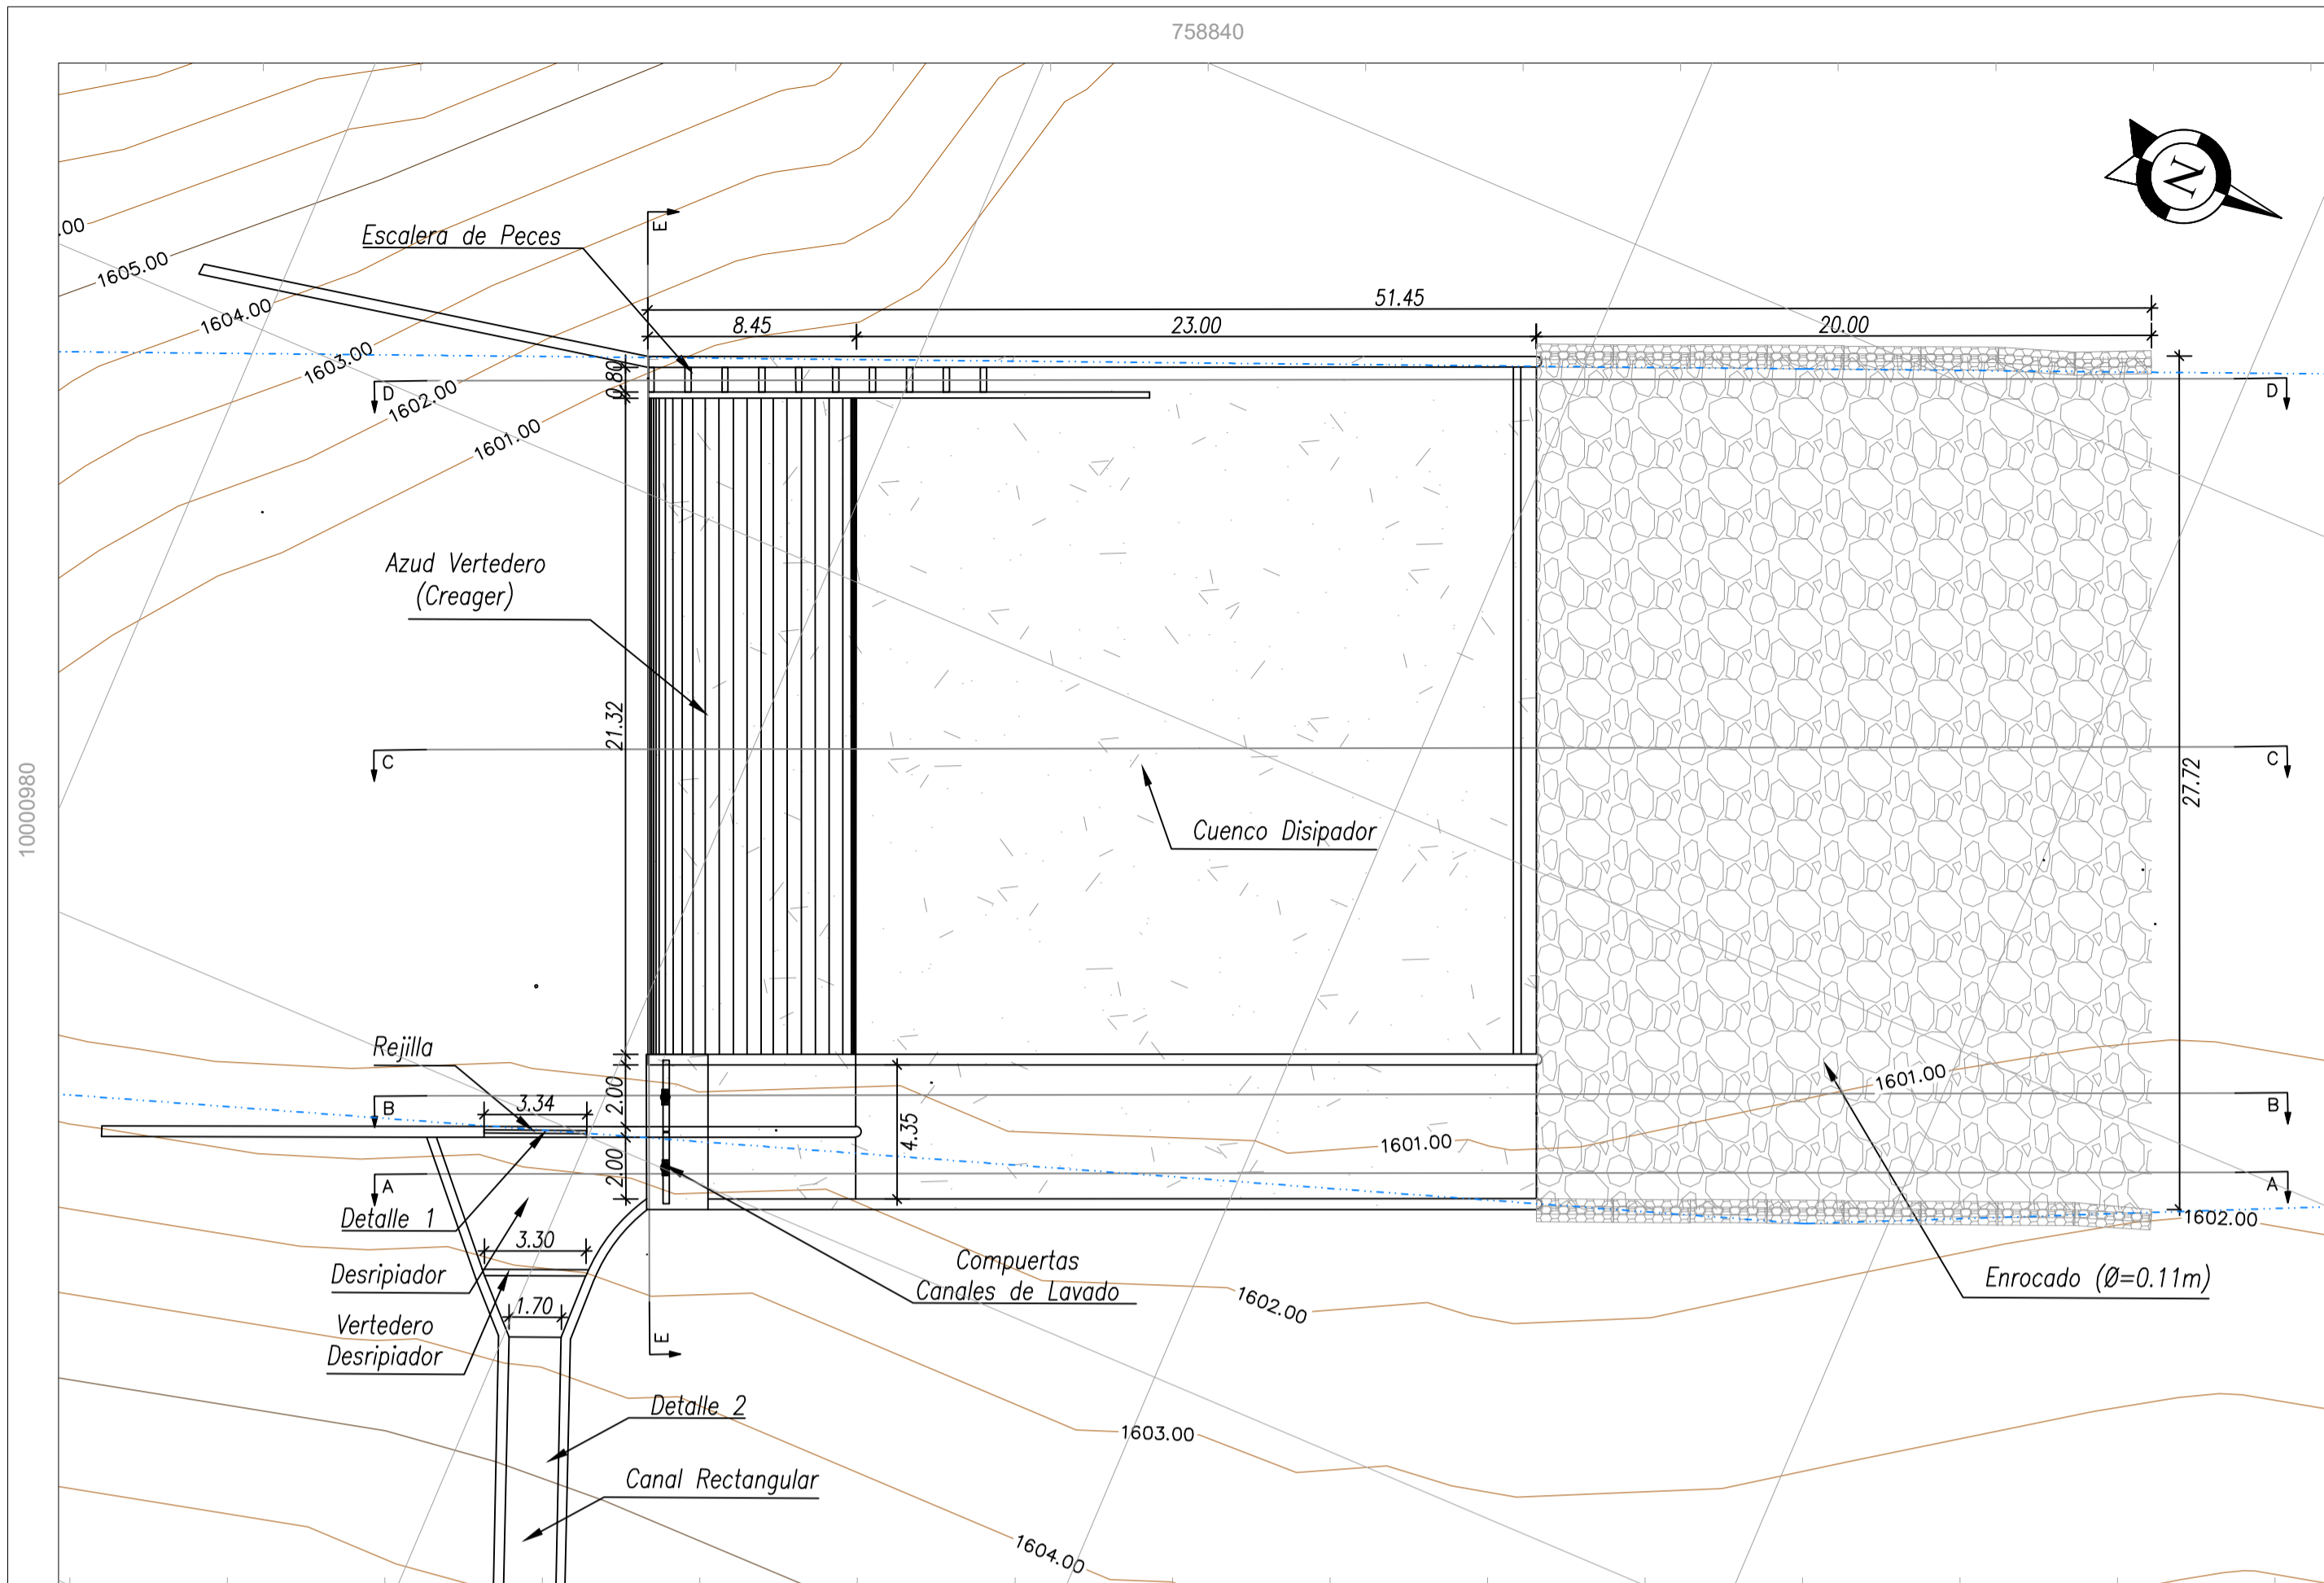 758840
N
.00
Escalera de Peces
E
1605.00
51.45
1604.00
8.45
23.00
20.00
1603.00
0.80
D
D
1602.00
1601.00
Azud Vertedero
(Creager)
21.32
C
C
10000980
27.72
Cuenco Disipador
Rejilla
1601.00
3.34
2.00
B
B
4.35
1601.00
2.00
A
A
Detalle 1
1602.00
3.30
Compuertas
Canales de Lavado
Desripiador
Enrocado (Ø=0.11m)
1.70
1602.00
Vertedero
Desripiador
E
Detalle 2
1603.00
Canal Rectangular
1604.00